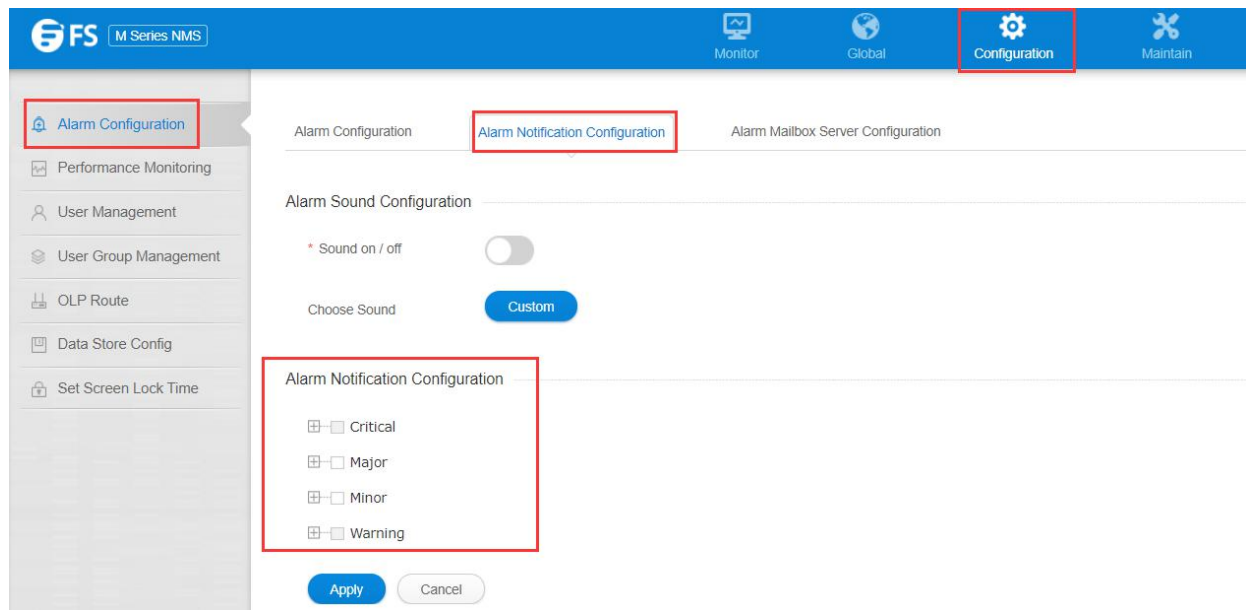 FS M Series NMS
Monitor Global Configuration Maintain
Alarm Configuration
Performance Monitoring
User Management
User Group Management
OLP Route
Data Store Config
Set Screen Lock Time
Alarm Configuration Alarm Notification Configuration Alarm Mailbox Server Configuration
Alarm Sound Configuration
* Sound on / off
Choose Sound Custom
Alarm Notification Configuration
Critical
Major
Minor
Warning
Apply Cancel